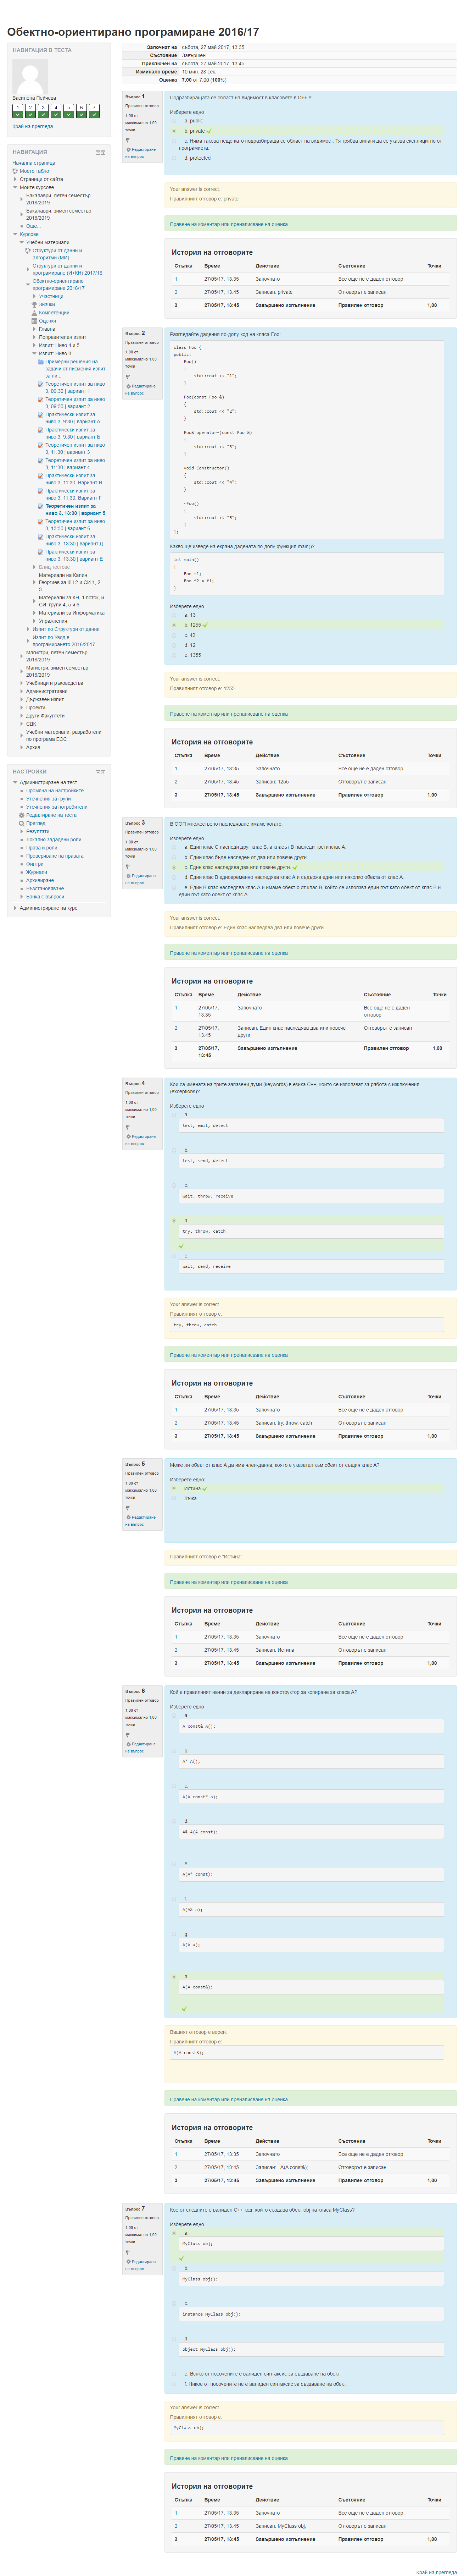 Обектно-ориентирано програмиране 2016/17
НАВИГАЦИЯ В ТЕСТА
Василена Пейчева
1 2 3 4 5 6 7
Край на прегледа
НАВИГАЦИЯ
Начална страница
Моето табло
Страници от сайта
Моите курсове
Бакалаври, летен семестър
2018/2019
Бакалаври, зимен семестър
2018/2019
Още...
Курсове
Учебни материали
Структури от данни и
алгоритми (МИ)
Структури от данни и
програмиране (И+КН) 2017/18
Обектно-ориентирано
програмиране 2016/17
Участници
Значки
Компетенции
Оценки
Главна
Поправителен изпит
Изпит: Ниво 4 и 5
Изпит: Ниво 3
Примерни решения на
задачи от писмения изпит
за ни...
Теоретичен изпит за ниво
3, 09:30 | вариант 1
Теоретичен изпит за ниво
3, 09:30 | вариант 2
Практически изпит за
ниво 3, 9:30 | вариант А
Практически изпит за
ниво 3, 9:30 | вариант Б
Теоретичен изпит за ниво
3, 11:30 | вариант 3
Теоретичен изпит за ниво
3, 11:30 | вариант 4
Практически изпит за
ниво 3, 11:30, Вариант В
Практически изпит за
ниво 3, 11:30, Вариант Г
Теоретичен изпит за
ниво 3, 13:30 | вариант 5
Теоретичен изпит за ниво
3, 13:30 | вариант 6
Практически изпит за
ниво 3, 13:30 | вариант Д
Практически изпит за
ниво 3, 13:30 | вариант Е
Блиц тестове
Материали на Калин
Георгиев за КН 2 и СИ 1, 2,
3
Материали за КН, 1 поток, и
СИ, групи 4, 5 и 6
Материали за Информатика
Упражнения
Изпит по Структури от данни
Изпит по Увод в
програмирането 2016/2017
Магистри, летен семестър
2018/2019
Магистри, зимен семестър
2018/2019
Учебници и ръководства
Административни
Държавен изпит
Проекти
Други Факултети
СДК
Учебни материали, разработени
по програма ЕОС
Архив
НАСТРОЙКИ
Администриране на тест
Промяна на настройките
Уточнения за групи
Уточнения за потребители
Редактиране на теста
Преглед
Резултати
Локално зададени роли
Права и роли
Проверяване на правата
Филтри
Журнали
Архивиране
Възстановяване
Банка с въпроси
Администриране на курс
Започнат на събота, 27 май 2017, 13:35
Състояние Завършен
Приключен на събота, 27 май 2017, 13:45
Изминало време 10 мин. 25 сек.
Оценка 7,00 от 7,00 (100%)
Въпрос 1
Правилен отговор
1,00 от
максимално 1,00
точки
Редактиране
на въпрос
Подразбиращата се област на видимост в класовете в C++ е:
Изберете едно:
a. public
b. private
c. Няма такова нещо като подразбираща се област на видимост. Тя трябва винаги да се указва експлицитно от
програмиста.
d. protected
Your answer is correct.
Правилният отговор е: private
Правене на коментар или пренаписване на оценка
История на отговорите
Стъпка Време Действие Състояние Точки
1 27/05/17, 13:35 Започнато Все още не е даден отговор
2 27/05/17, 13:45 Записан: private Отговорът е записан
3 27/05/17, 13:45 Завършено изпълнение Правилен отговор 1,00
Въпрос 2
Правилен отговор
1,00 от
максимално 1,00
точки
Редактиране
на въпрос
Разгледайте дадения по-долу код на класа Foo:
class Foo {
public:
Foo()
{
std::cout << "1";
}
Foo(const Foo &)
{
std::cout << "2";
}
Foo& operator=(const Foo &)
{
std::cout << "3";
}
void Constructor()
{
std::cout << "4";
}
~Foo()
{
std::cout << "5";
}
};
Какво ще изведе на екрана дадената по-долу функция main()?
int main()
{
Foo f1;
Foo f2 = f1;
}
Изберете едно:
a. 13
b. 1255
c. 42
d. 12
e. 1355
Your answer is correct.
Правилният отговор е: 1255
Правене на коментар или пренаписване на оценка
История на отговорите
Стъпка Време Действие Състояние Точки
1 27/05/17, 13:35 Започнато Все още не е даден отговор
2 27/05/17, 13:45 Записан: 1255 Отговорът е записан
3 27/05/17, 13:45 Завършено изпълнение Правилен отговор 1,00
Въпрос 3
Правилен отговор
1,00 от
максимално 1,00
точки
Редактиране
на въпрос
В ООП множествено наследяване имаме когато:
Изберете едно:
a. Един клас C наследи друг клас B, а класът B наследи трети клас A.
b. Един клас бъде наследен от два или повече други.
c. Един клас наследява два или повече други.
d. Един клас B едновременно наследява клас A и съдържа един или няколко обекта от клас A.
e. Един B клас наследява клас A и имаме обект b от клас B, който се използва един път като обект от клас B и
един път като обект от клас A.
Your answer is correct.
Правилният отговор е: Един клас наследява два или повече други.
Правене на коментар или пренаписване на оценка
История на отговорите
Стъпка Време Действие Състояние Точки
1 27/05/17,
13:35 Започнато Все още не е даден
отговор
2 27/05/17,
13:45 Записан: Един клас наследява два или повече
други. Отговорът е записан
3 27/05/17,
13:45 Завършено изпълнение Правилен отговор 1,00
Въпрос 4
Правилен отговор
1,00 от
максимално 1,00
точки
Редактиране
на въпрос
Кои са имената на трите запазени думи (keywords) в езика C++, които се използват за работа с изключения
(exceptions)?
Изберете едно:
a.
test, emit, detect
b.
test, send, detect
c.
wait, throw, receive
d.
try, throw, catch
e.
wait, send, receive
Your answer is correct.
Правилният отговор е:
try, throw, catch
Правене на коментар или пренаписване на оценка
История на отговорите
Стъпка Време Действие Състояние Точки
1 27/05/17, 13:35 Започнато Все още не е даден отговор
2 27/05/17, 13:45 Записан: try, throw, catch Отговорът е записан
3 27/05/17, 13:45 Завършено изпълнение Правилен отговор 1,00
Въпрос 5
Правилен отговор
1,00 от
максимално 1,00
точки
Редактиране
на въпрос
Може ли обект от клас A да има член-данна, която е указател към обект от същия клас A?
Изберете едно:
Истина
Лъжа
Правилният отговор е "Истина"
Правене на коментар или пренаписване на оценка
История на отговорите
Стъпка Време Действие Състояние Точки
1 27/05/17, 13:35 Започнато Все още не е даден отговор
2 27/05/17, 13:45 Записан: Истина Отговорът е записан
3 27/05/17, 13:45 Завършено изпълнение Правилен отговор 1,00
Въпрос 6
Правилен отговор
1,00 от
максимално 1,00
точки
Редактиране
на въпрос
Кой е правилният начин за деклариране на конструктор за копиране за класа A?
Изберете едно:
a.
A const& A();
b.
A* A();
c.
A(A const* a);
d.
A& A(A const);
e.
A(A* const);
f.
A(A& a);
g.
A(A a);
h.
A(A const&);
Вашият отговор е верен.
Правилният отговор е:
A(A const&);
Правене на коментар или пренаписване на оценка
История на отговорите
Стъпка Време Действие Състояние Точки
1 27/05/17, 13:35 Започнато Все още не е даден отговор
2 27/05/17, 13:45 Записан: A(A const&); Отговорът е записан
3 27/05/17, 13:45 Завършено изпълнение Правилен отговор 1,00
Въпрос 7
Правилен отговор
1,00 от
максимално 1,00
точки
Редактиране
на въпрос
Кое от следните е валиден C++ код, който създава обект obj на класа MyClass?
Изберете едно:
a.
MyClass obj;
b.
MyClass obj();
c.
instance MyClass obj();
d.
object MyClass obj();
e. Всяко от посочените е валиден синтаксис за създаване на обект.
f. Никое от посочените не е валиден синтаксис за създаване на обект.
Your answer is correct.
Правилният отговор е:
MyClass obj;
Правене на коментар или пренаписване на оценка
История на отговорите
Стъпка Време Действие Състояние Точки
1 27/05/17, 13:35 Започнато Все още не е даден отговор
2 27/05/17, 13:45 Записан: MyClass obj; Отговорът е записан
3 27/05/17, 13:45 Завършено изпълнение Правилен отговор 1,00
Край на прегледа